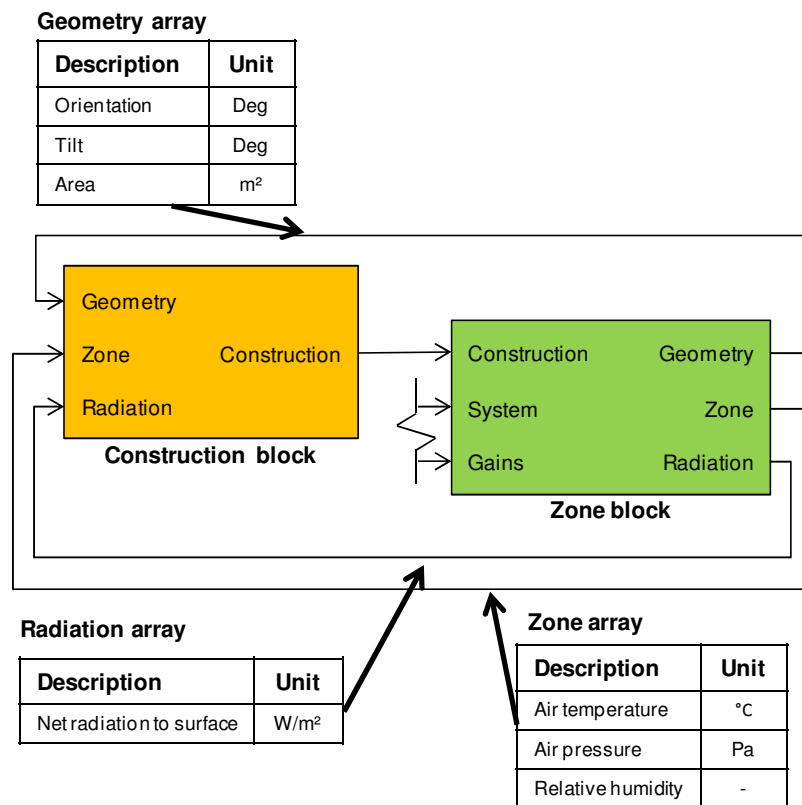 Geometry array
Description Unit
Orientation Deg
Tilt Deg
Area m²
Geometry
Zone Construction
Radiation
Construction block
Construction Geometry
System Zone
Gains Radiation
Zone block
Radiation array
Description Unit
Net radiation to surface W/m²
Zone array
Description Unit
Air temperature °C
Air pressure Pa
Relative humidity -